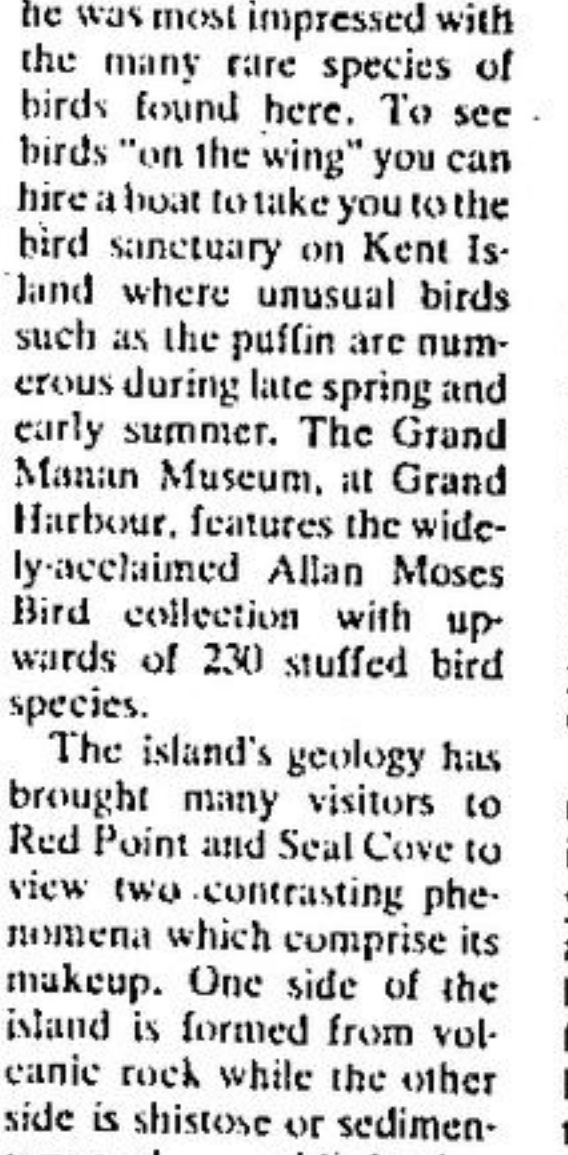 he was most impressed with
the many rare species of
birds found here. To see
birds "on the wing" you can
hire a boat to take you to the
bird sanctuary on Kent Is-
land where unusual birds
such as the puffin are num-
erous during late spring and
early summer. The Grand
Manan Museum, at Grand
Harbour, features the wide-
ly-acclaimed Allan Moses
Bird collection with up-
wards of 230 stuffed bird
species.
The island's geology has
brought many visitors to
Red Point and Seal Cove to
view two contrasting phe-
nomena which comprise its
makeup. One side of the
island is formed from vol-
canic rock while the other
side is shistose or sedimen-